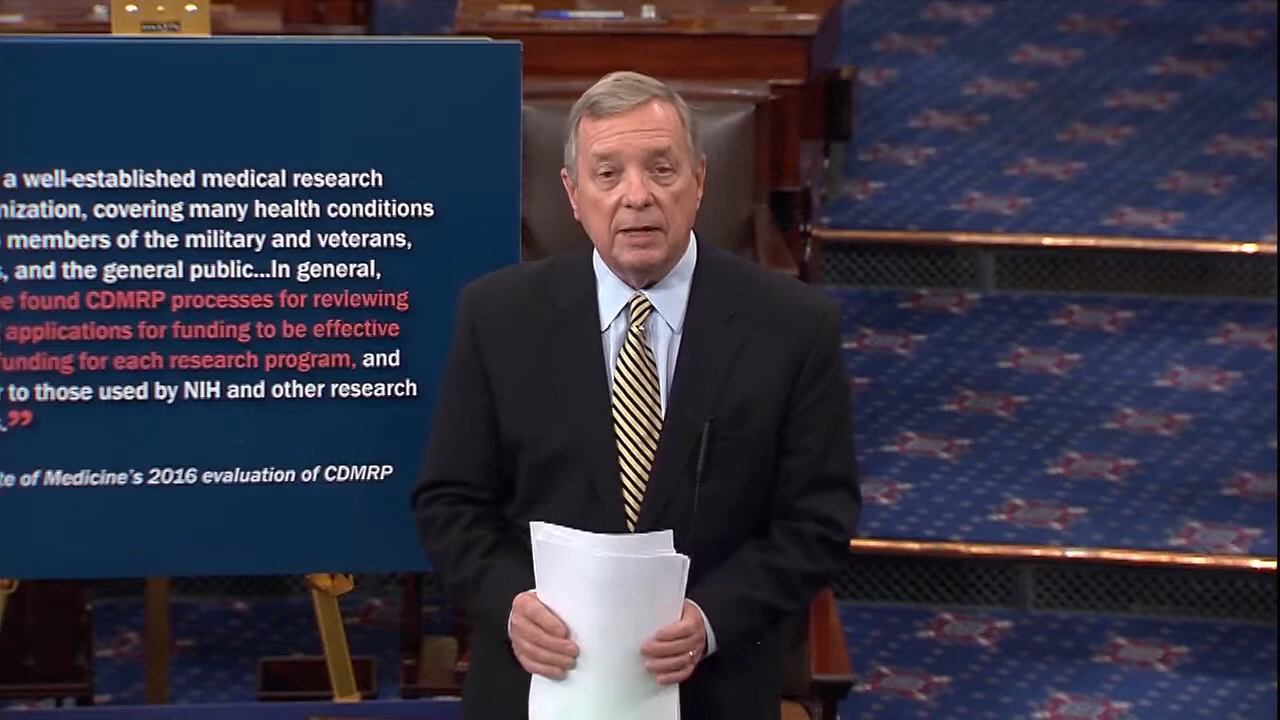 a well-established medical research
nization, covering many health conditions
members of the military and veterans,
s, and the general public...In general,
e found CDMRP processes for reviewing
applications for funding to be effective
funding for each research program, and
r to those used by NIH and other research
.”
te of Medicine's 2016 evaluation of CDMRP